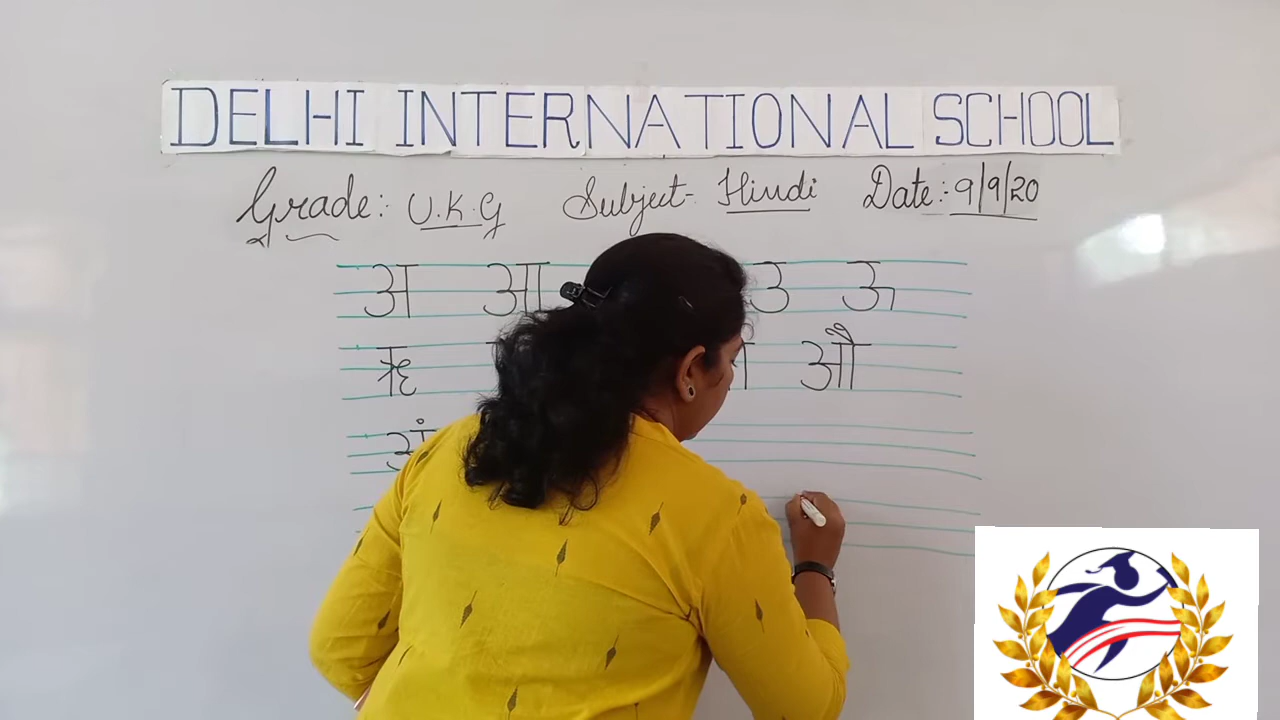 DELHI INTERNATIONAL SCHOOL
Grade: U.K.G Subject- Hindi Date:- 9/9/20
अ आ उ ऊ
ऋ औ
अं